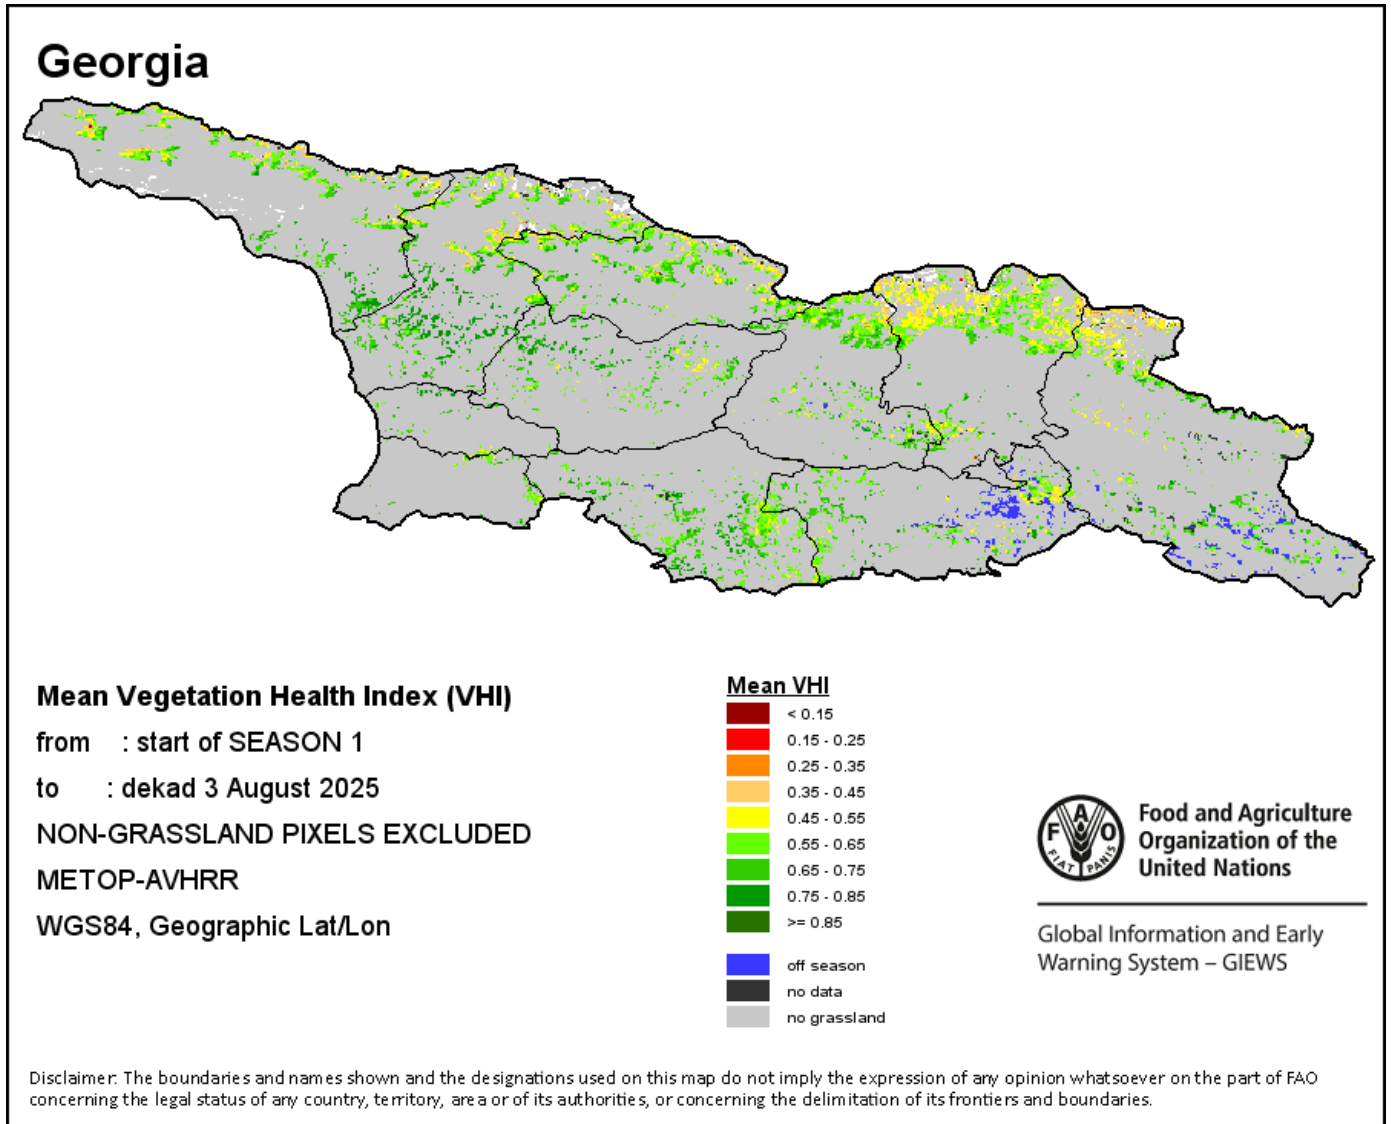 Georgia
Mean Vegetation Health Index (VHI)
from : start of SEASON 1
to : dekad 3 August 2025
NON-GRASSLAND PIXELS EXCLUDED
METOP-AVHRR
WGS84, Geographic Lat/Lon
Mean VHI
< 0.15
0.15 - 0.25
0.25 - 0.35
0.35 - 0.45
0.45 - 0.55
0.55 - 0.65
0.65 - 0.75
0.75 - 0.85
>= 0.85
off season
no data
no grassland
F A O
FIAT PANIS
Food and Agriculture
Organization of the
United Nations
Global Information and Early
Warning System – GIEWS
Disclaimer: The boundaries and names shown and the designations used on this map do not imply the expression of any opinion whatsoever on the part of FAO
concerning the legal status of any country, territory, area or of its authorities, or concerning the delimitation of its frontiers and boundaries.